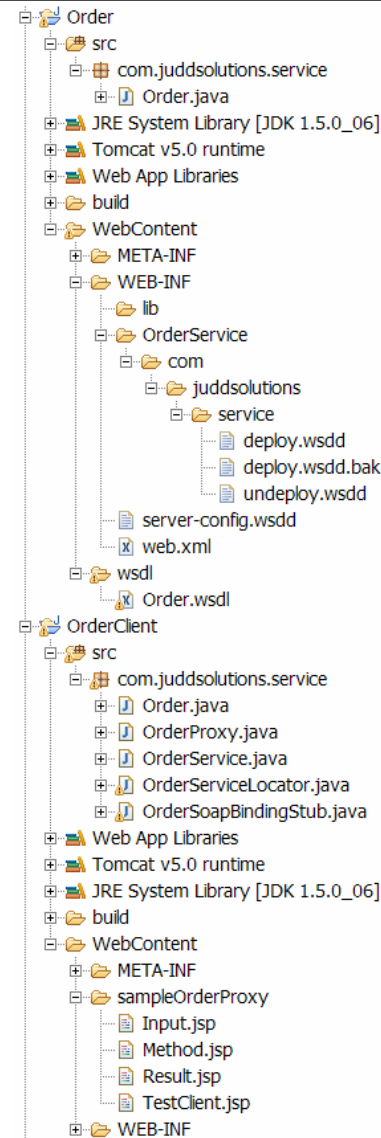 Order
src
com.juddsolutions.service
Order.java
JRE System Library [JDK 1.5.0_06]
Tomcat v5.0 runtime
Web App Libraries
build
WebContent
META-INF
WEB-INF
lib
OrderService
com
juddsolutions
service
deploy.wsdd
deploy.wsdd.bak
undeploy.wsdd
server-config.wsdd
web.xml
wsdl
Order.wsdl
OrderClient
src
com.juddsolutions.service
Order.java
OrderProxy.java
OrderService.java
OrderServiceLocator.java
OrderSoapBindingStub.java
Web App Libraries
Tomcat v5.0 runtime
JRE System Library [JDK 1.5.0_06]
build
WebContent
META-INF
sampleOrderProxy
Input.jsp
Method.jsp
Result.jsp
TestClient.jsp
WEB-INF